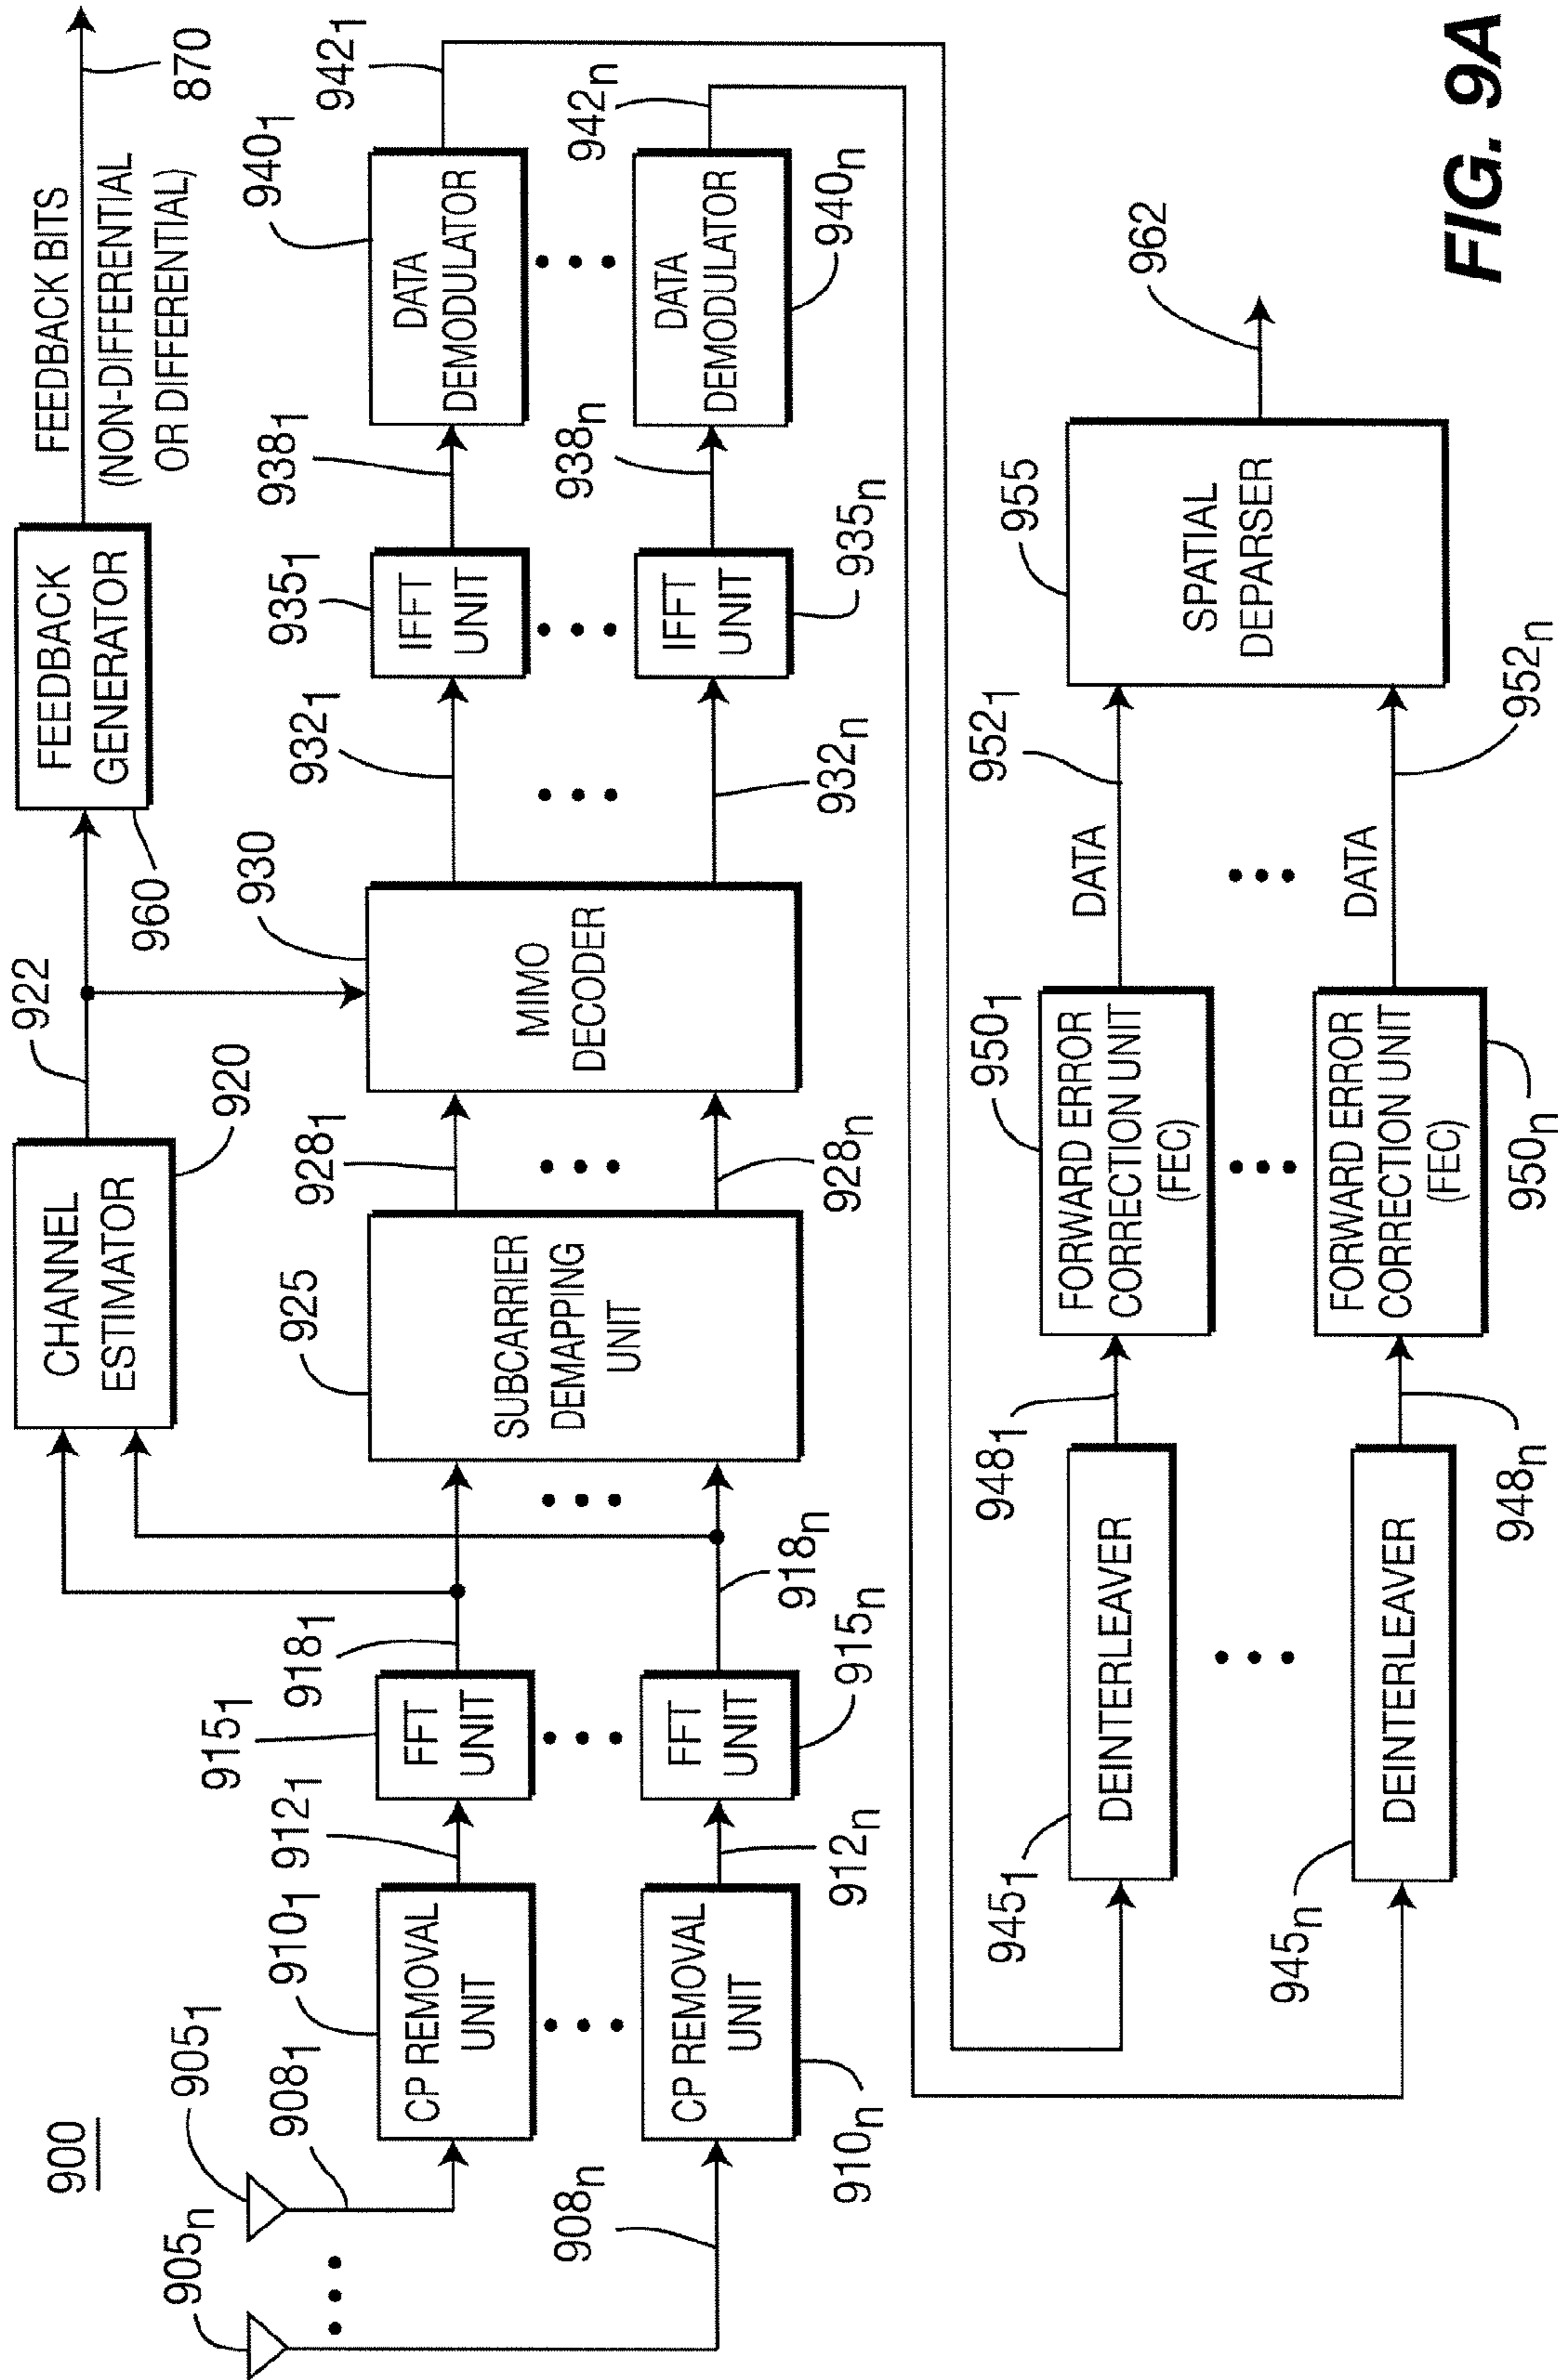 900
905n
905₁
908₁
908n
910₁
CP REMOVAL
UNIT
CP REMOVAL
UNIT
910n
912₁
912n
915₁
FFT
UNIT
FFT
UNIT
915n
918₁
918n
CHANNEL
ESTIMATOR
920
922
925
SUBCARRIER
DEMAPPING
UNIT
928₁
928n
930
MIMO
DECODER
FEEDBACK
GENERATOR
960
FEEDBACK BITS
(NON-DIFFERENTIAL
OR DIFFERENTIAL)
870
932₁
932n
935₁
IFFT
UNIT
IFFT
UNIT
935n
938₁
938n
940₁
DATA
DEMODULATOR
DATA
DEMODULATOR
940n
942₁
942n
945₁
DEINTERLEAVER
945n
DEINTERLEAVER
948₁
948n
950₁
FORWARD ERROR
CORRECTION UNIT
(FEC)
FORWARD ERROR
CORRECTION UNIT
(FEC)
950n
DATA
952₁
DATA
952n
955
SPATIAL
DEPARSER
962
FIG. 9A